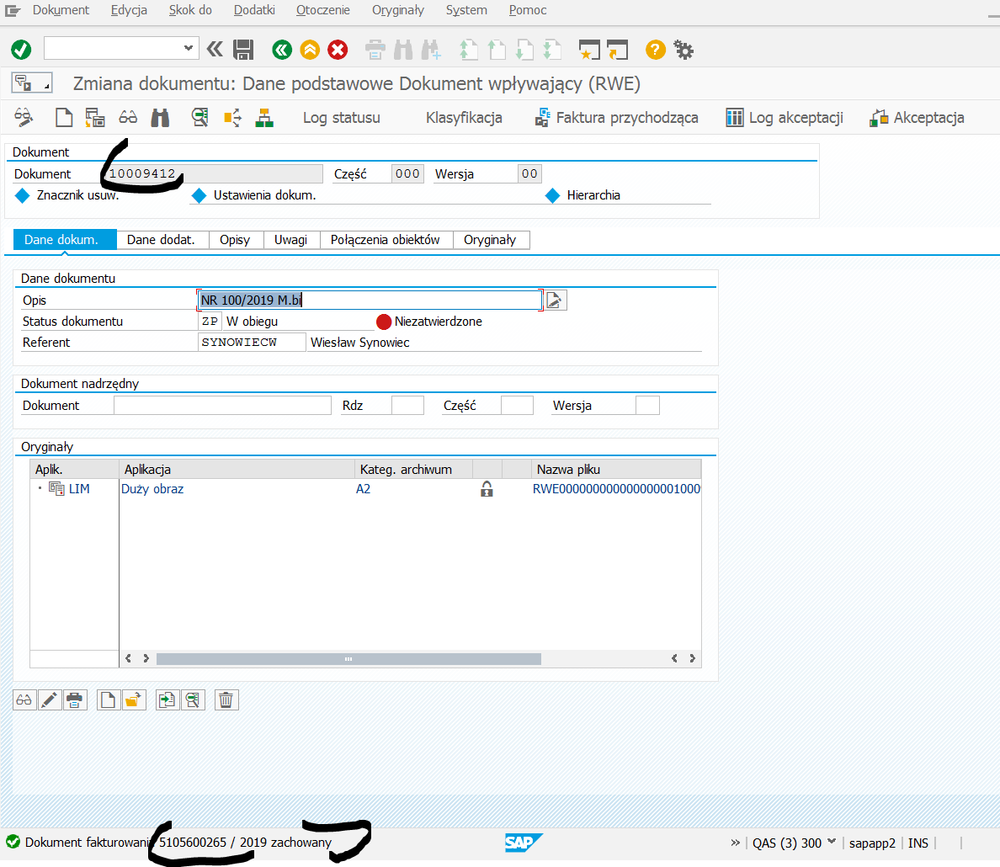 Dokument Edycja Skok do Dodatki Otoczenie Oryginały System Pomoc
Zmiana dokumentu: Dane podstawowe Dokument wpływający (RWE)
Log statusu Klasyfikacja Faktura przychodząca Log akceptacji Akceptacja
Dokument
Dokument 10009412 Część 000 Wersja 00
Znacznik usuw. Ustawienia dokum. Hierarchia
Dane dokum. Dane dodat. Opisy Uwagi Połączenia obiektów Oryginały
Dane dokumentu
Opis NR 100/2019 M.bi
Status dokumentu ZP W obiegu Niezatwierdzone
Referent SYNOWIECW Wiesław Synowiec
Dokument nadrzędny
Dokument Rdz Część Wersja
Oryginały
Aplik. Aplikacja Kateg. archiwum Nazwa pliku
LIM Duży obraz A2 RWE0000000000000000010009
Dokument fakturowani 5105600265 / 2019 zachowany SAP QAS (3) 300 sapapp2 INS